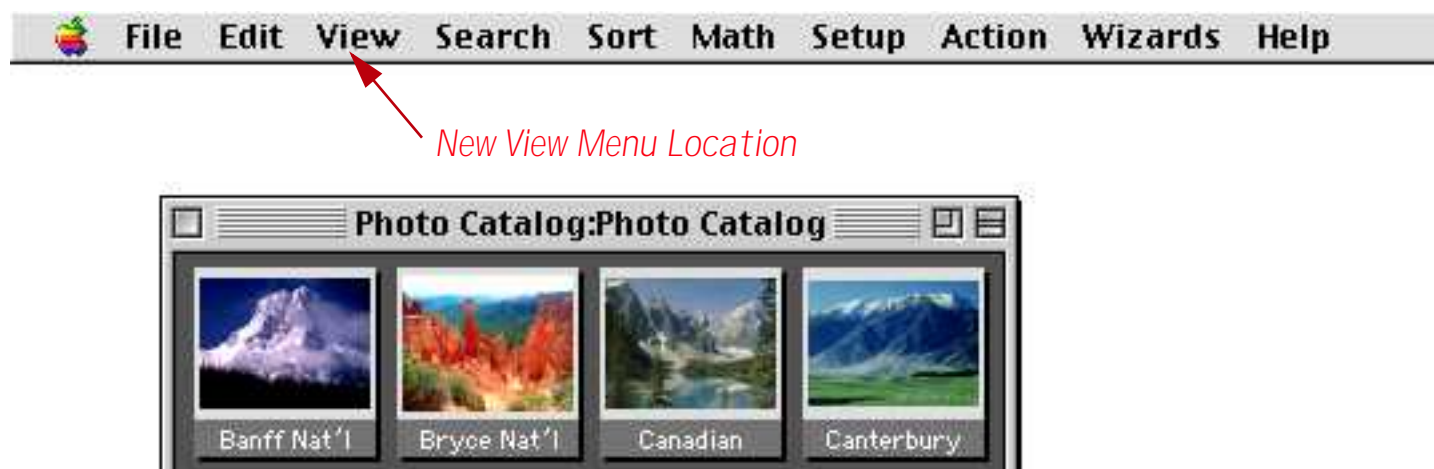 File Edit View Search Sort Math Setup Action Wizards Help
New View Menu Location
Photo Catalog:Photo Catalog
Banff Nat'l Bryce Nat'l Canadian Canterbury